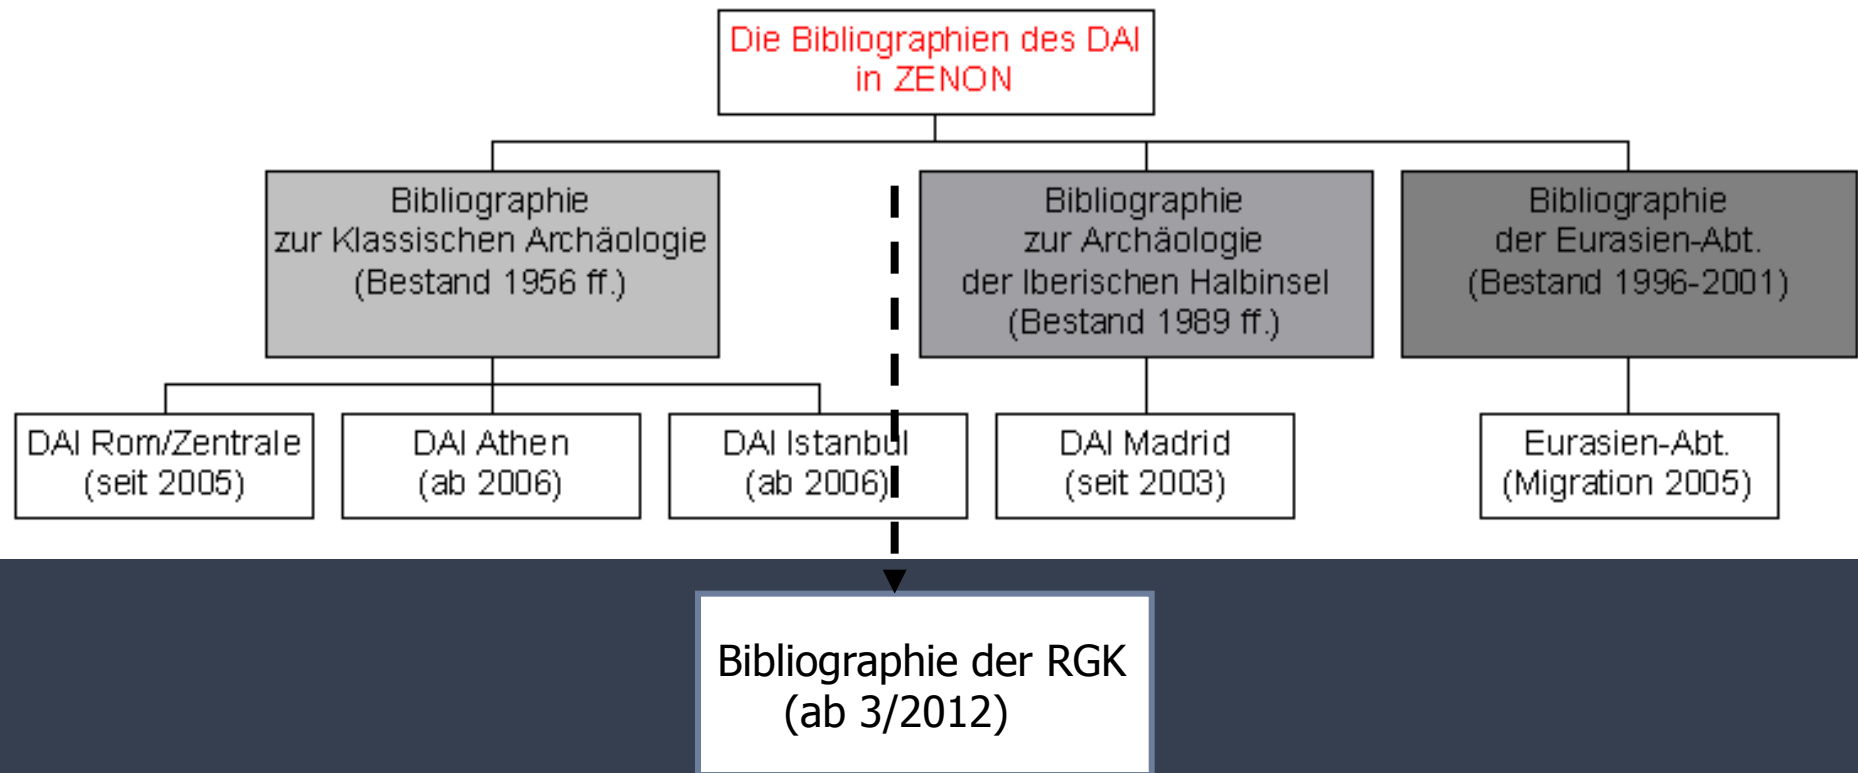 Die Bibliographien des DAI
in ZENON
Bibliographie
zur Klassischen Archäologie
(Bestand 1956 ff.)
Bibliographie
zur Archäologie
der Iberischen Halbinsel
(Bestand 1989 ff.)
Bibliographie
der Eurasien-Abt.
(Bestand 1996-2001)
DAI Rom/Zentrale
(seit 2005)
DAI Athen
(ab 2006)
DAI Istanbul
(ab 2006)
DAI Madrid
(seit 2003)
Eurasien-Abt.
(Migration 2005)
Bibliographie der RGK
(ab 3/2012)